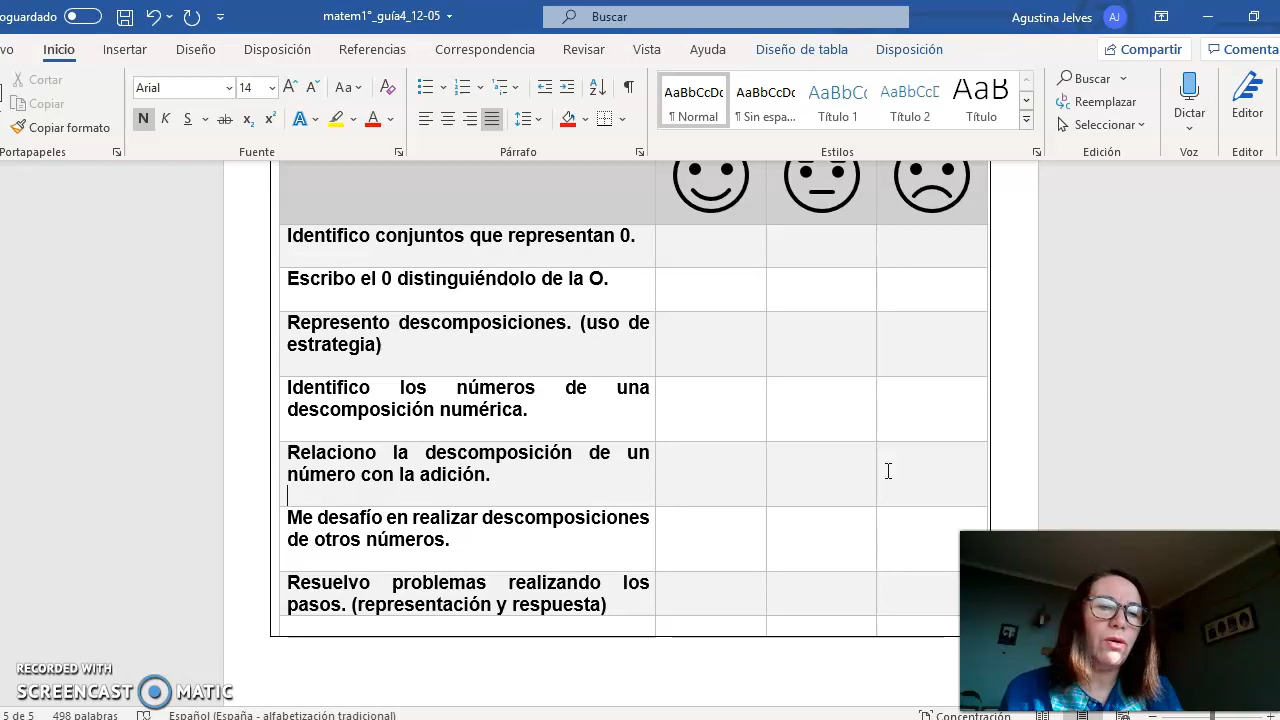 oguardado
matem1°_guía4_12-05
Buscar
Agustina Jelves
AJ
vo Inicio Insertar Diseño Disposición Referencias Correspondencia Revisar Vista Ayuda Diseño de tabla Disposición
Compartir
Comenta
Cortar
Copiar
Copiar formato
Portapapeles
Arial
14
Aa
N K S ab x₂ x²
A A
Fuente
Párrafo
AaBbCcDc AaBbCcDc AaBbCc AaBbCcD AaB
¶ Normal ¶ Sin espa... Título 1 Título 2 Título
Estilos
Buscar
Reemplazar
Seleccionar
Edición
Dictar
Voz
Editor
Editor
Identifico conjuntos que representan 0.
Escribo el 0 distinguiéndolo de la O.
Represento descomposiciones. (uso de
estrategia)
Identifico los números de una
descomposición numérica.
Relaciono la descomposición de un
número con la adición.
Me desafío en realizar descomposiciones
de otros números.
Resuelvo problemas realizando los
pasos. (representación y respuesta)
RECORDED WITH
SCREENCAST MATIC
5 de 5 498 palabras Español (España - alfabetización tradicional) Concentración